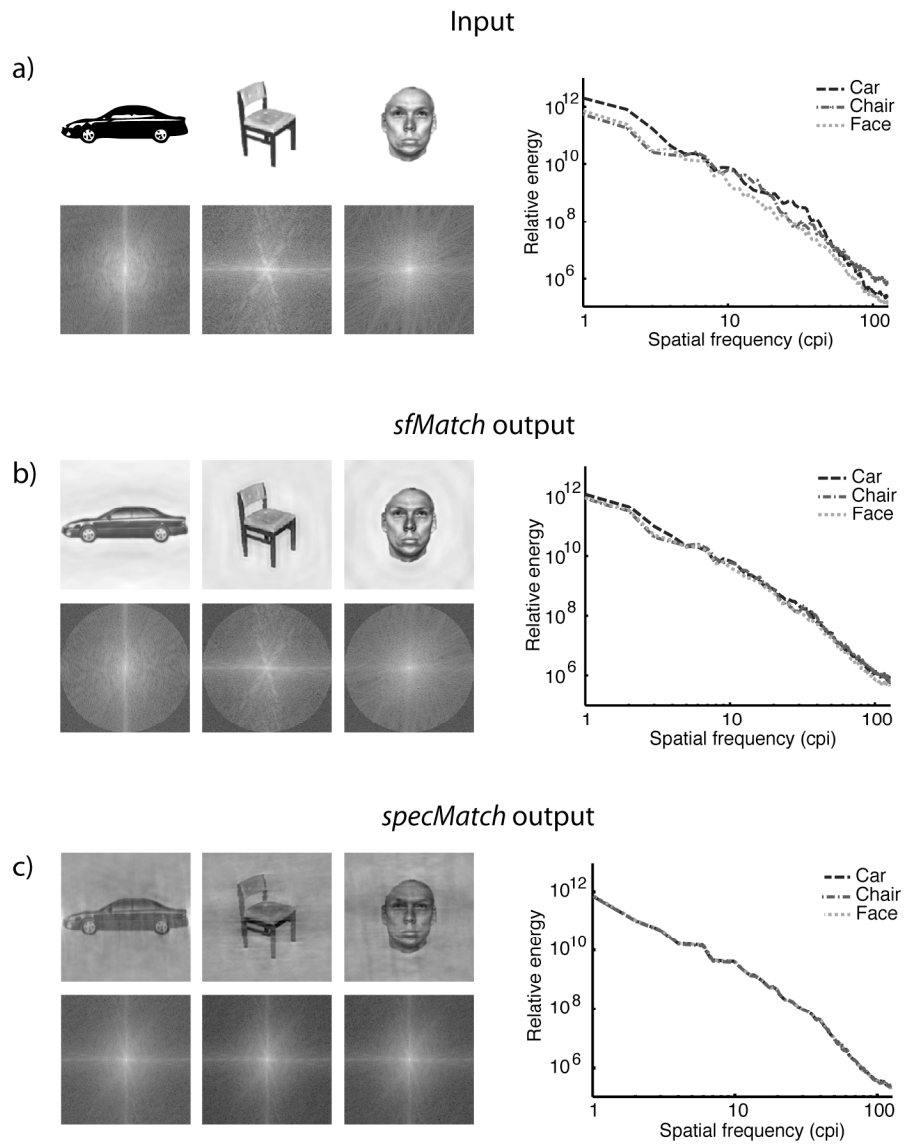 Input
a)
Car
Chair
Face
Relative energy
10^12
10^10
10^8
10^6
1 10 100
Spatial frequency (cpi)
sfMatch output
b)
Car
Chair
Face
Relative energy
10^12
10^10
10^8
10^6
1 10 100
Spatial frequency (cpi)
specMatch output
c)
Car
Chair
Face
Relative energy
10^12
10^10
10^8
10^6
1 10 100
Spatial frequency (cpi)